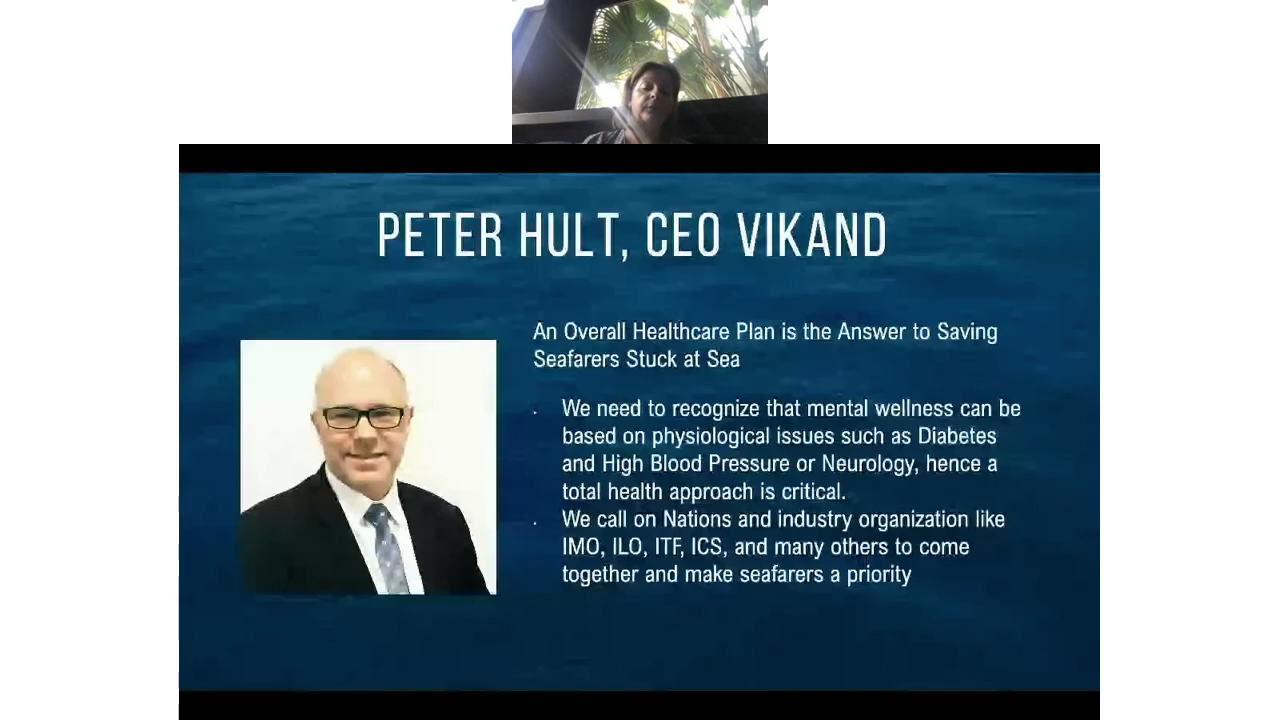 PETER HULT, CEO VIKAND
An Overall Healthcare Plan is the Answer to Saving
Seafarers Stuck at Sea
· We need to recognize that mental wellness can be
based on physiological issues such as Diabetes
and High Blood Pressure or Neurology, hence a
total health approach is critical.
· We call on Nations and industry organization like
IMO, ILO, ITF, ICS, and many others to come
together and make seafarers a priority